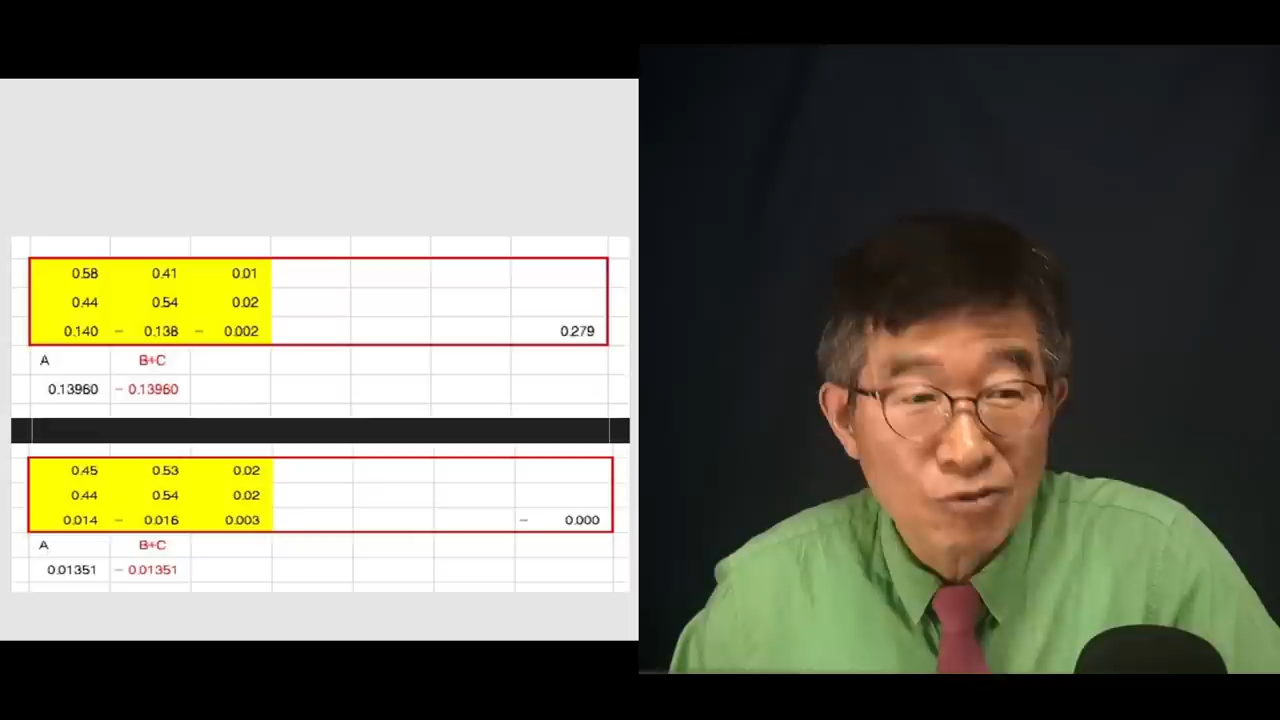 0.58 0.41 0.01
0.44 0.54 0.02
0.140 - 0.138 - 0.002 0.279
A B+C
0.13960 - 0.13960
0.45 0.53 0.02
0.44 0.54 0.02
0.014 - 0.016 0.003 - 0.000
A B+C
0.01351 - 0.01351